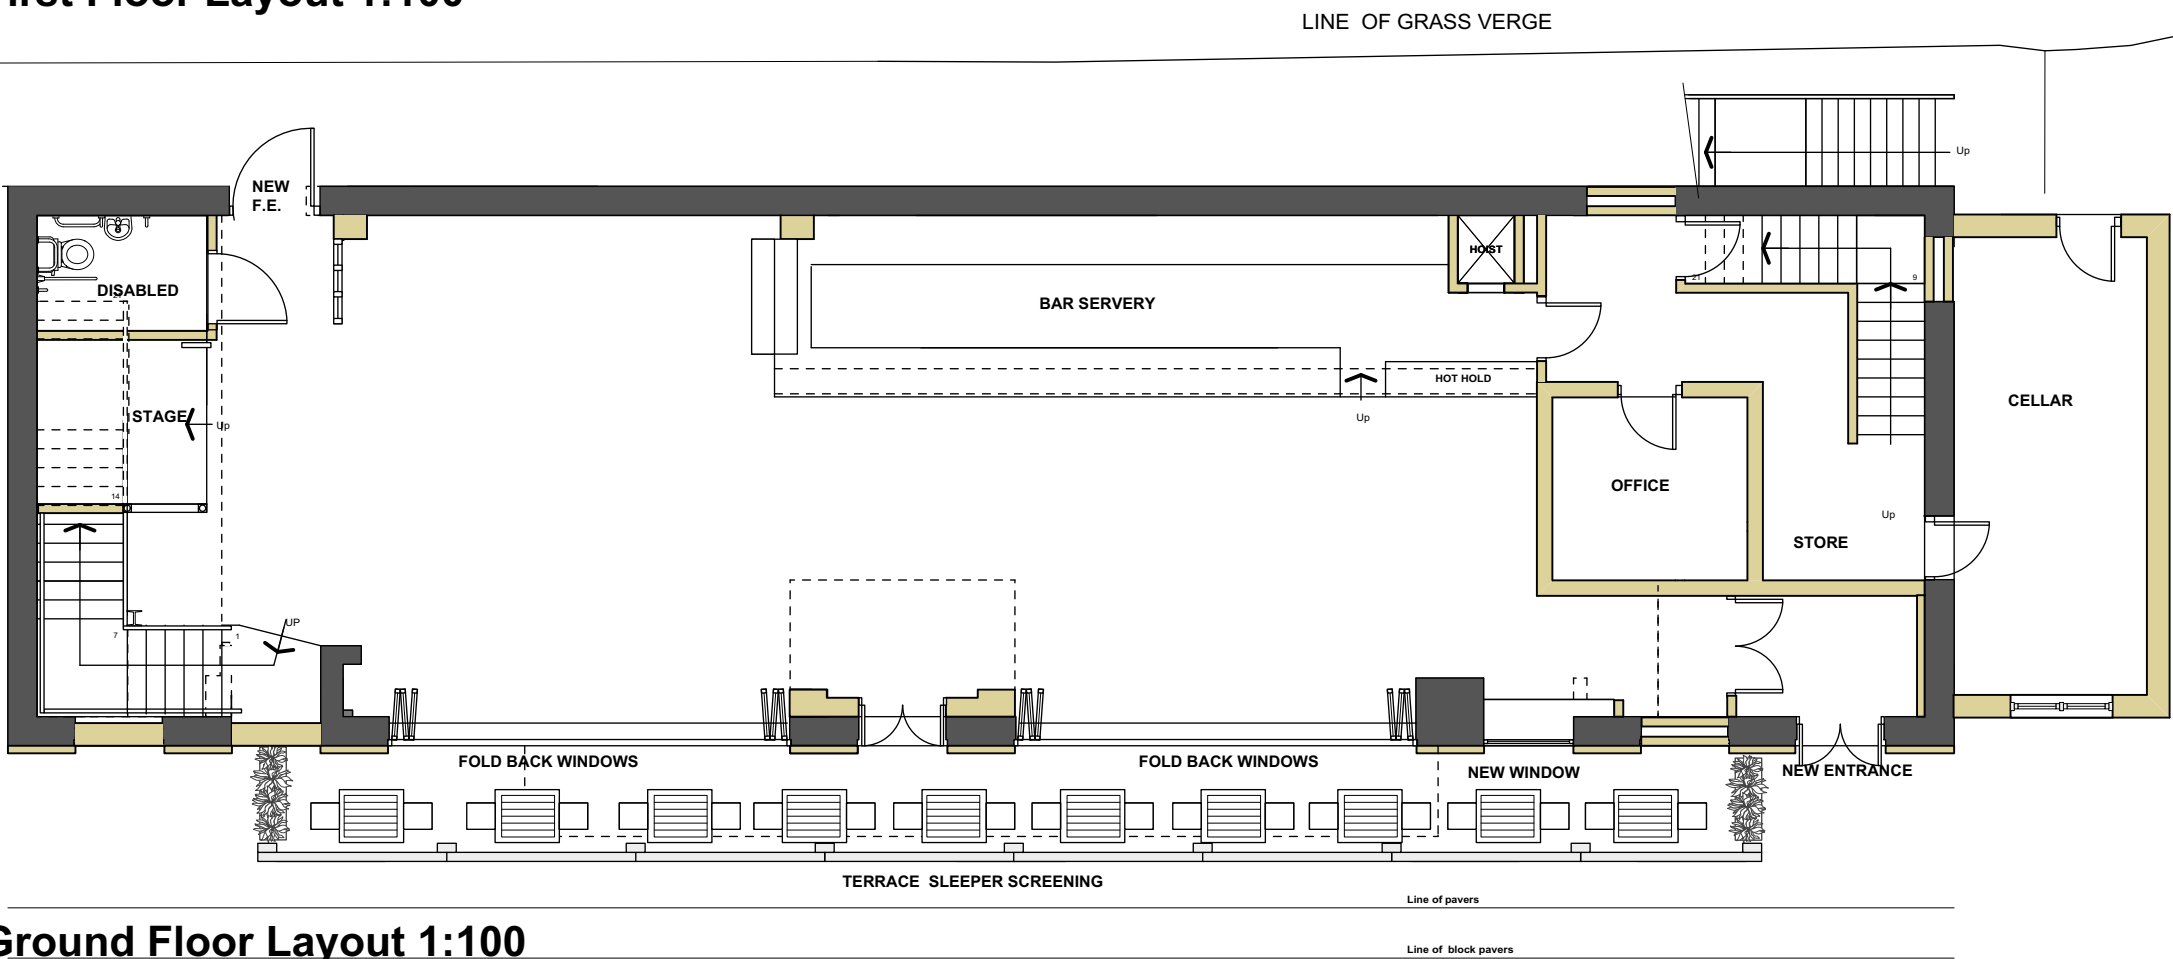 First Floor Layout 1:100
LINE OF GRASS VERGE
Up
NEW
F.E.
HOIST
DISABLED
21
9
BAR SERVERY
HOT HOLD
CELLAR
STAGE
Up
Up
OFFICE
14
Up
STORE
UP
7
1
FOLD BACK WINDOWS
FOLD BACK WINDOWS
NEW WINDOW
NEW ENTRANCE
TERRACE SLEEPER SCREENING
Line of pavers
Ground Floor Layout 1:100
Line of block pavers